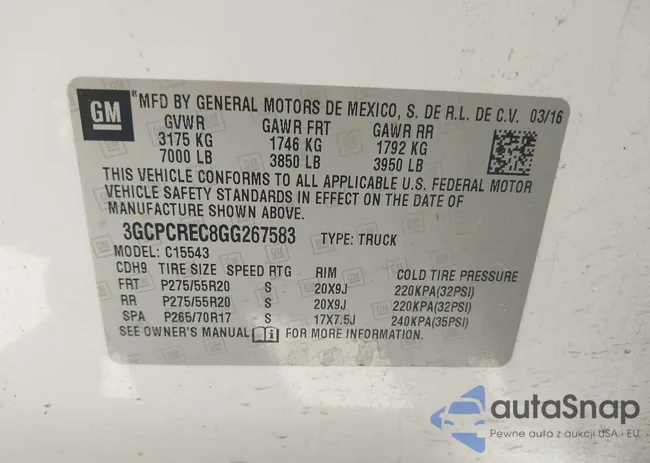 GM ® MFD BY GENERAL MOTORS DE MEXICO, S. DE R.L. DE C.V. 03/16
GVWR GAWR FRT GAWR RR
3175 KG 1746 KG 1792 KG
7000 LB 3850 LB 3950 LB
THIS VEHICLE CONFORMS TO ALL APPLICABLE U.S. FEDERAL MOTOR
VEHICLE SAFETY STANDARDS IN EFFECT ON THE DATE OF
MANUFACTURE SHOWN ABOVE.
3GCPCREC8GG267583 TYPE: TRUCK
MODEL: C15543
CDH9 TIRE SIZE SPEED RTG RIM COLD TIRE PRESSURE
FRT P275/55R20 S 20X9J 220KPA(32PSI)
RR P275/55R20 S 20X9J 220KPA(32PSI)
SPA P265/70R17 S 17X7.5J 240KPA(35PSI)
SEE OWNER'S MANUAL FOR MORE INFORMATION.
autaSnap
Pewne auta z aukcji USA i EU